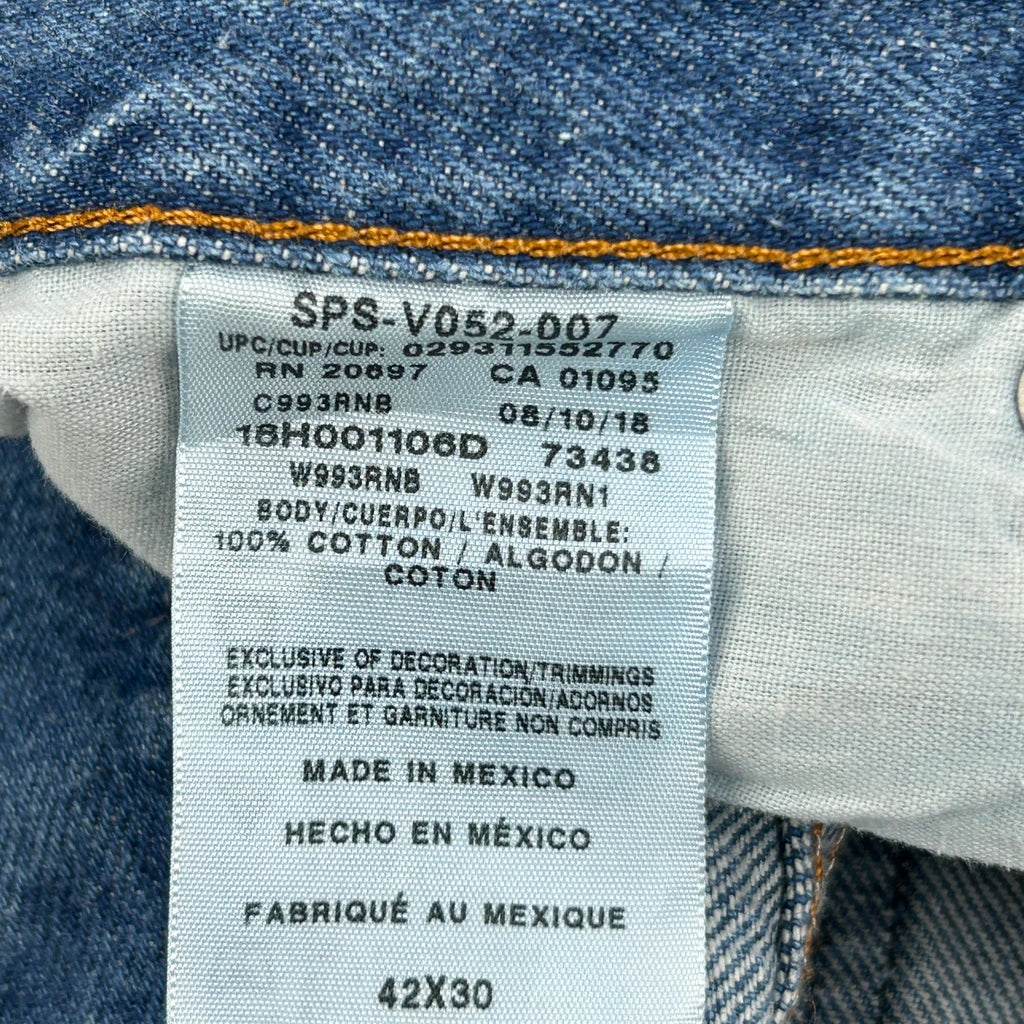 SPS-V052-007
UPC/CUP/CUP: 029311552770
RN 20697 CA 01095
C993RNB 08/10/18
18H001106D 73438
W993RNB W993RN1
BODY/CUERPO/L'ENSEMBLE:
100% COTTON / ALGODON /
COTON
EXCLUSIVE OF DECORATION/TRIMMINGS
EXCLUSIVO PARA DECORACION/ADORNOS
ORNEMENT ET GARNITURE NON COMPRIS
MADE IN MEXICO
HECHO EN MÉXICO
FABRIQUÉ AU MEXIQUE
42X30